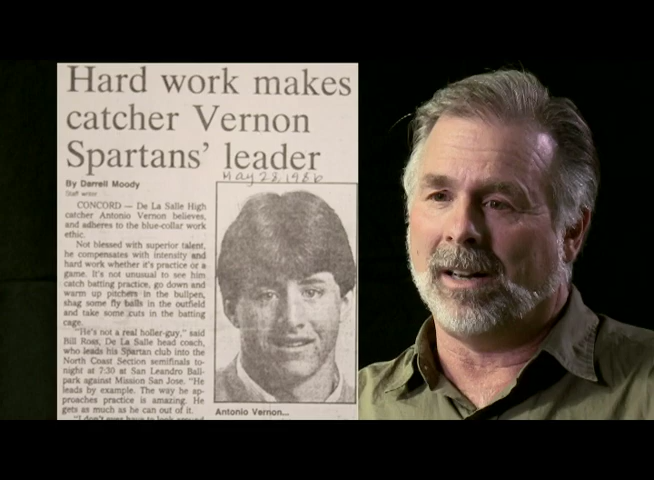 Hard work makes
catcher Vernon
Spartans' leader
May 28, 1986
By Darrell Moody
Staff writer
CONCORD — De La Salle High
catcher Antonio Vernon believes,
and adheres to the blue-collar work
ethic.
Not blessed with superior talent,
he compensates with intensity and
hard work whether it's practice or a
game. It's not unusual to see him
catch batting practice, go down and
warm up pitchers in the bullpen,
shag some fly balls in the outfield
and take some cuts in the batting
cage.
"He's not a real holler-guy," said
Bill Ross, De La Salle head coach,
who leads his Spartan club into the
North Coast Section semifinals to-
night at 7:30 at San Leandro Ball-
park against Mission San Jose. "He
leads by example. The way he ap-
proaches practice is amazing. He
gets as much as he can out of it.
Antonio Vernon...